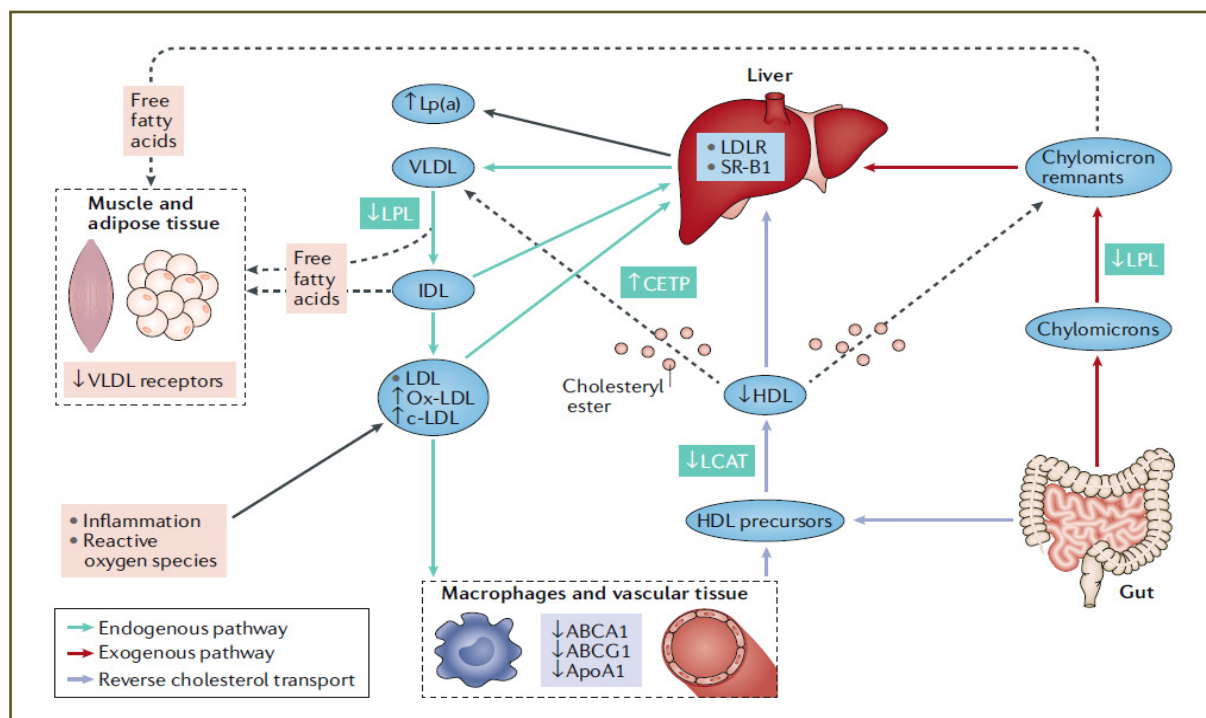 Liver
Free
fatty
acids
↑Lp(a)
• LDLR
• SR-B1
VLDL
Chylomicron
remnants
Muscle and
adipose tissue
↓LPL
↓LPL
Free
fatty
acids
↑CETP
IDL
Chylomicrons
↓VLDL receptors
Cholesteryl
ester
• LDL
↑Ox-LDL
↑c-LDL
↓HDL
↓LCAT
• Inflammation
• Reactive
oxygen species
HDL precursors
Gut
Macrophages and vascular tissue
↓ABCA1
↓ABCG1
↓ApoA1
Endogenous pathway
Exogenous pathway
Reverse cholesterol transport